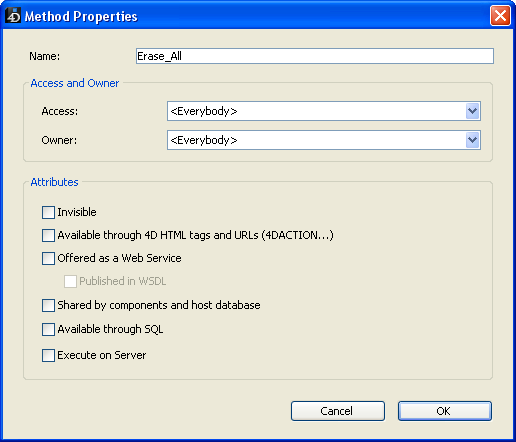 4D Method Properties
Name: Erase_All
Access and Owner
Access: <Everybody>
Owner: <Everybody>
Attributes
Invisible
Available through 4D HTML tags and URLs (4DACTION...)
Offered as a Web Service
Published in WSDL
Shared by components and host database
Available through SQL
Execute on Server
Cancel OK